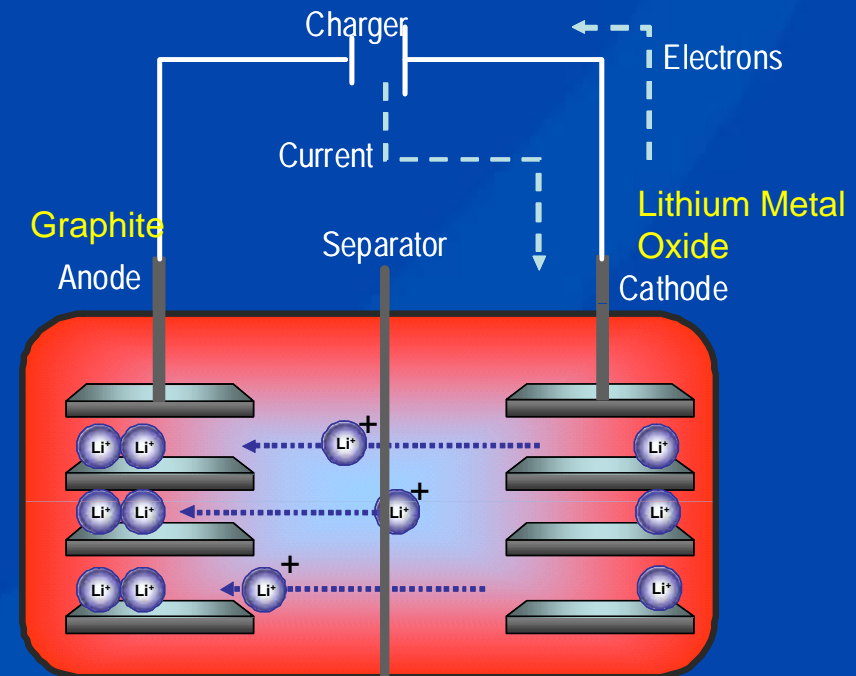 Charger
Electrons
Current
Graphite
Lithium Metal
Oxide
Separator
Anode
Cathode
Li⁺ Li⁺ Li⁺ + Li⁺
Li⁺ Li⁺ Li⁺ + Li⁺
Li⁺ Li⁺ Li⁺ + Li⁺